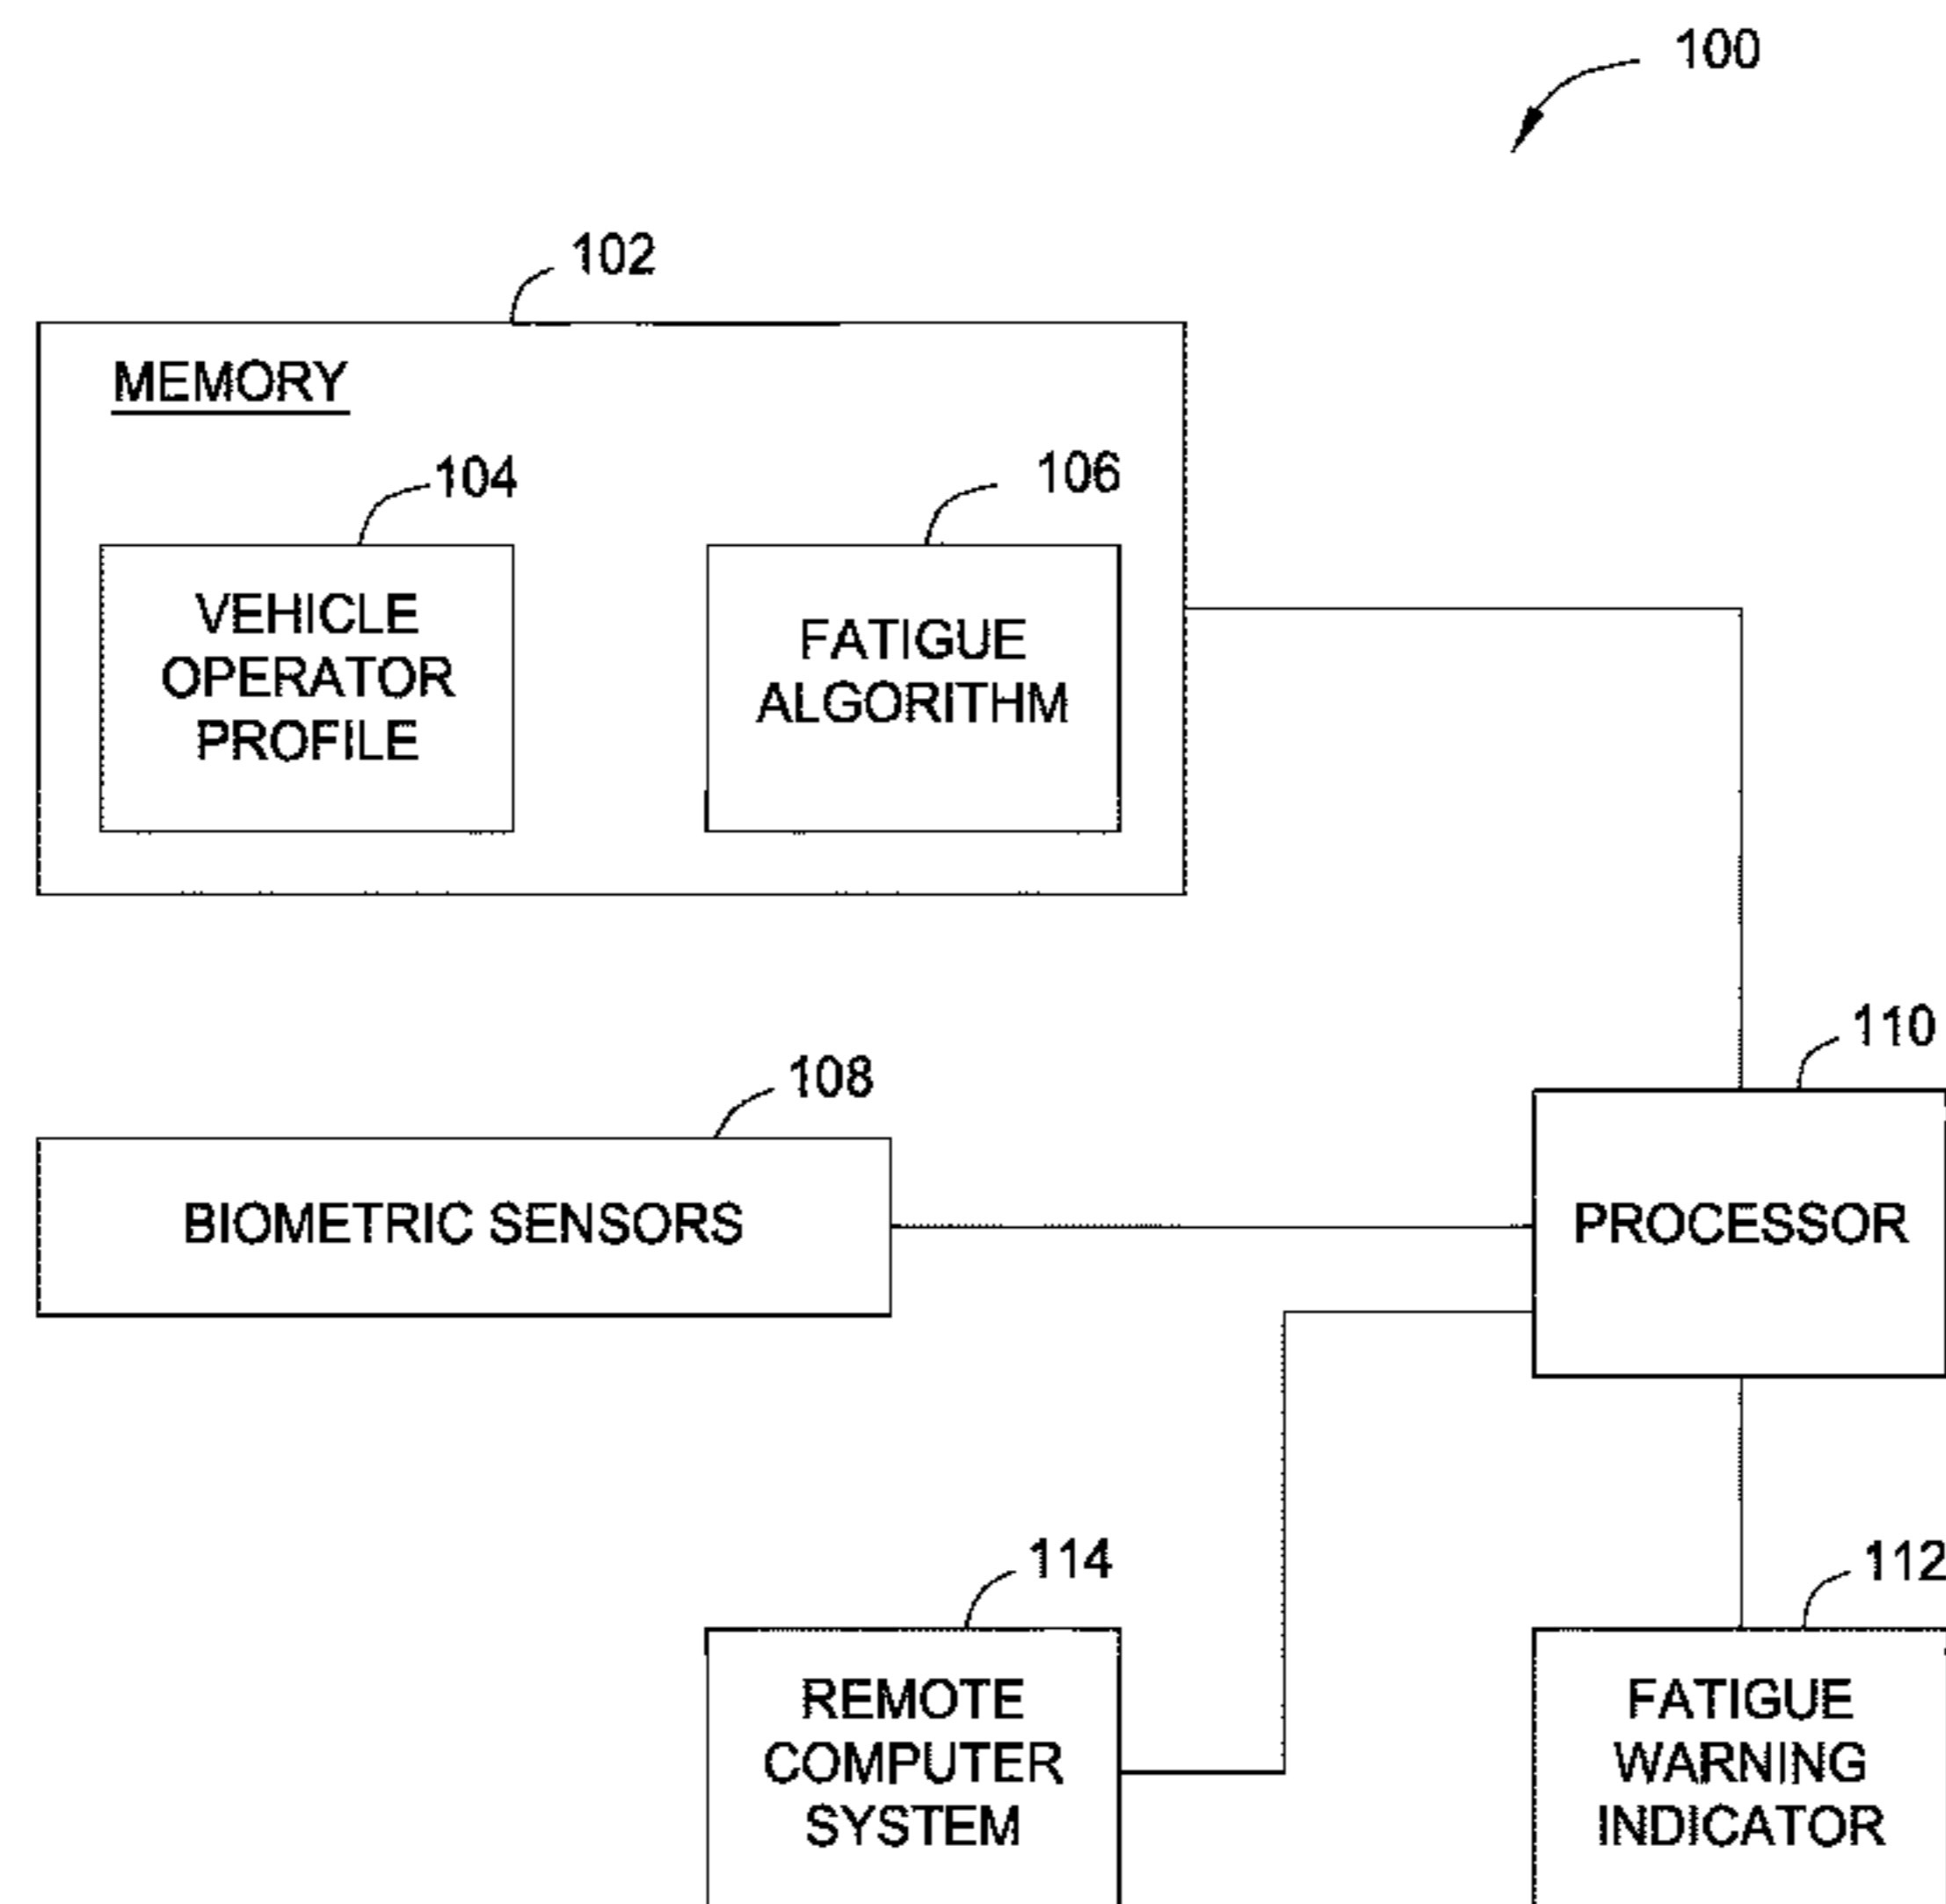 100
102
MEMORY
104
106
VEHICLE
OPERATOR
PROFILE
FATIGUE
ALGORITHM
110
108
BIOMETRIC SENSORS
PROCESSOR
114
112
REMOTE
COMPUTER
SYSTEM
FATIGUE
WARNING
INDICATOR